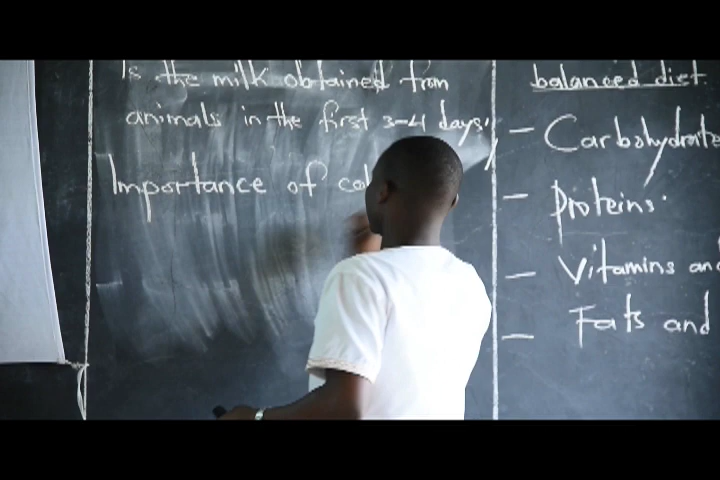 Is the milk obtained from
animals in the first 3-4 days.
Importance of col
balanced diet.
- Carbohydrate
- Proteins.
- Vitamins and
- Fats and